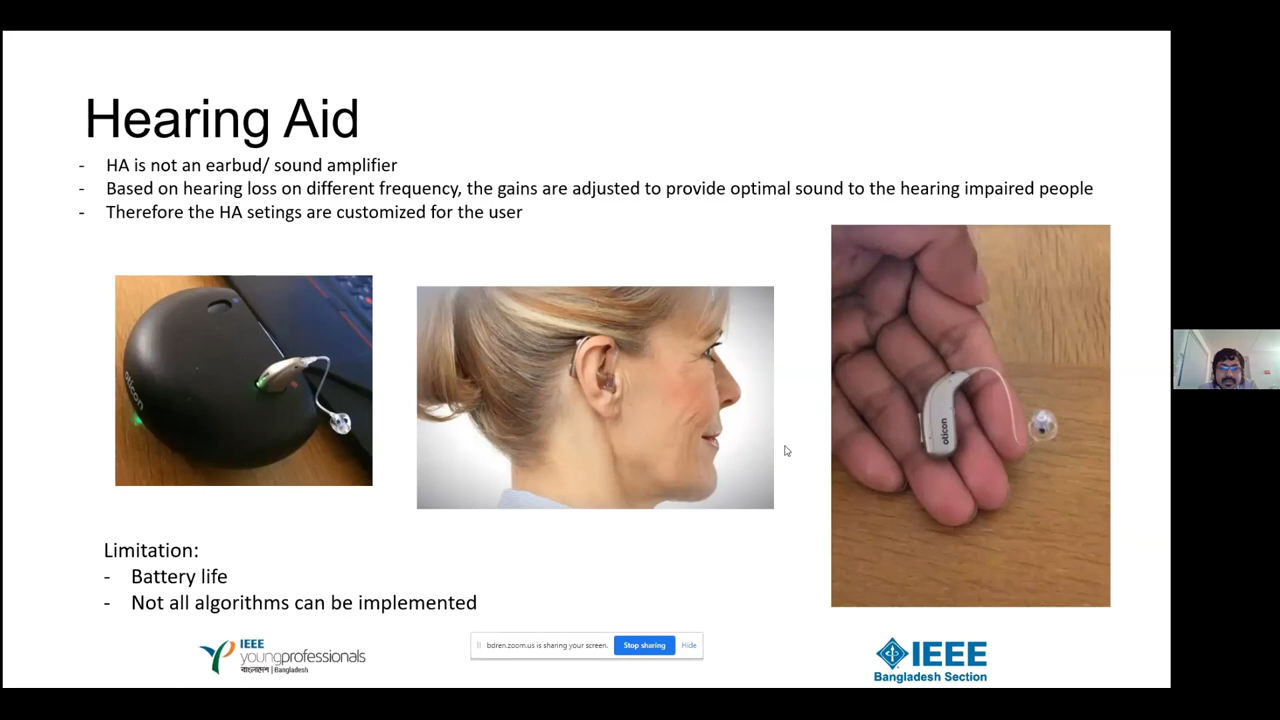 Hearing Aid
- HA is not an earbud/ sound amplifier
- Based on hearing loss on different frequency, the gains are adjusted to provide optimal sound to the hearing impaired people
- Therefore the HA setings are customized for the user
oticon
oticon
Limitation:
- Battery life
- Not all algorithms can be implemented
IEEE
youngprofessionals
বাংলাদেশ | Bangladesh
bdren.zoom.us is sharing your screen. Stop sharing Hide
IEEE
Bangladesh Section